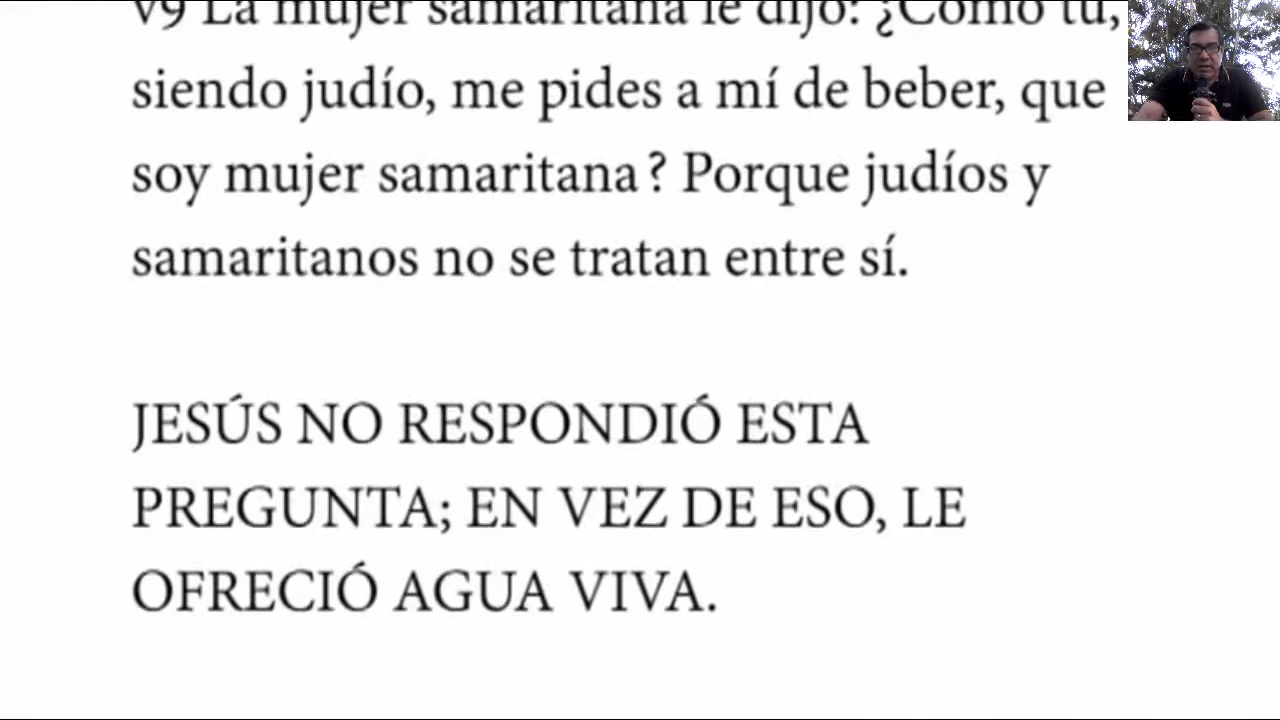 v9 La mujer samaritana le dijo: ¿Cómo tú,
siendo judío, me pides a mí de beber, que
soy mujer samaritana? Porque judíos y
samaritanos no se tratan entre sí.
JESÚS NO RESPONDIÓ ESTA
PREGUNTA; EN VEZ DE ESO, LE
OFRECIÓ AGUA VIVA.